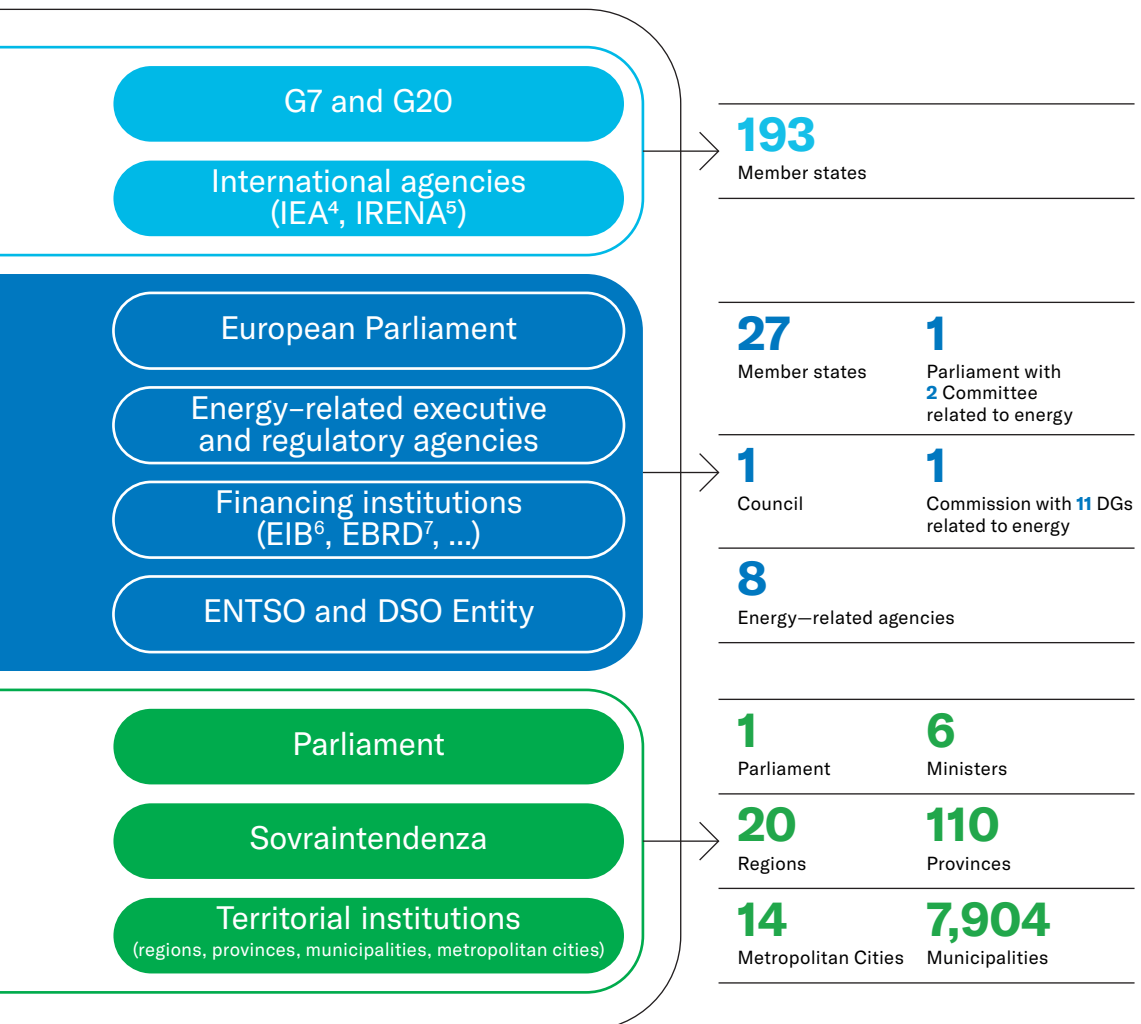 G7 and G20
International agencies
(IEA⁴, IRENA⁵)
193
Member states
European Parliament
Energy–related executive
and regulatory agencies
Financing institutions
(EIB⁶, EBRD⁷, ...)
ENTSO and DSO Entity
27
Member states
1
Parliament with
2 Committee
related to energy
1
Council
1
Commission with 11 DGs
related to energy
8
Energy—related agencies
Parliament
Sovraintendenza
Territorial institutions
(regions, provinces, municipalities, metropolitan cities)
1
Parliament
6
Ministers
20
Regions
110
Provinces
14
Metropolitan Cities
7,904
Municipalities